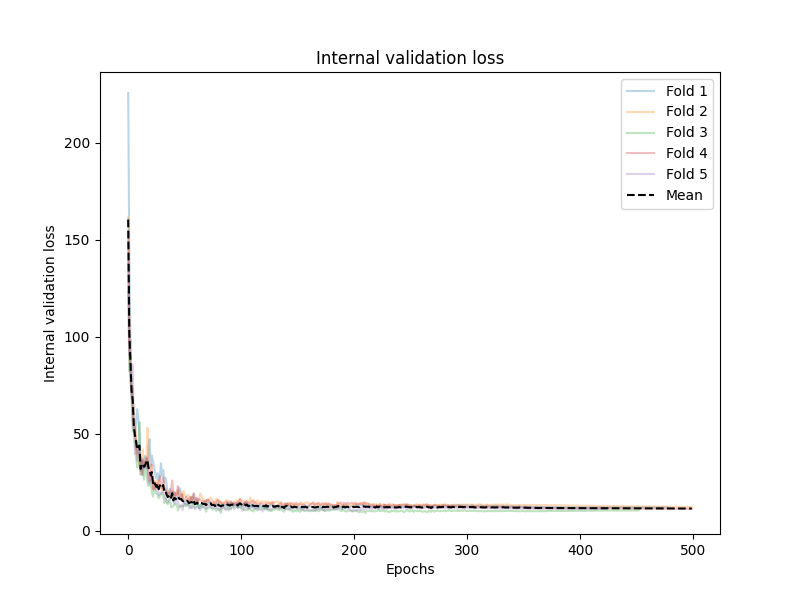 Internal validation loss
Fold 1
Fold 2
Fold 3
Fold 4
Fold 5
Mean
200
150
100
50
0
Internal validation loss
0 100 200 300 400 500
Epochs